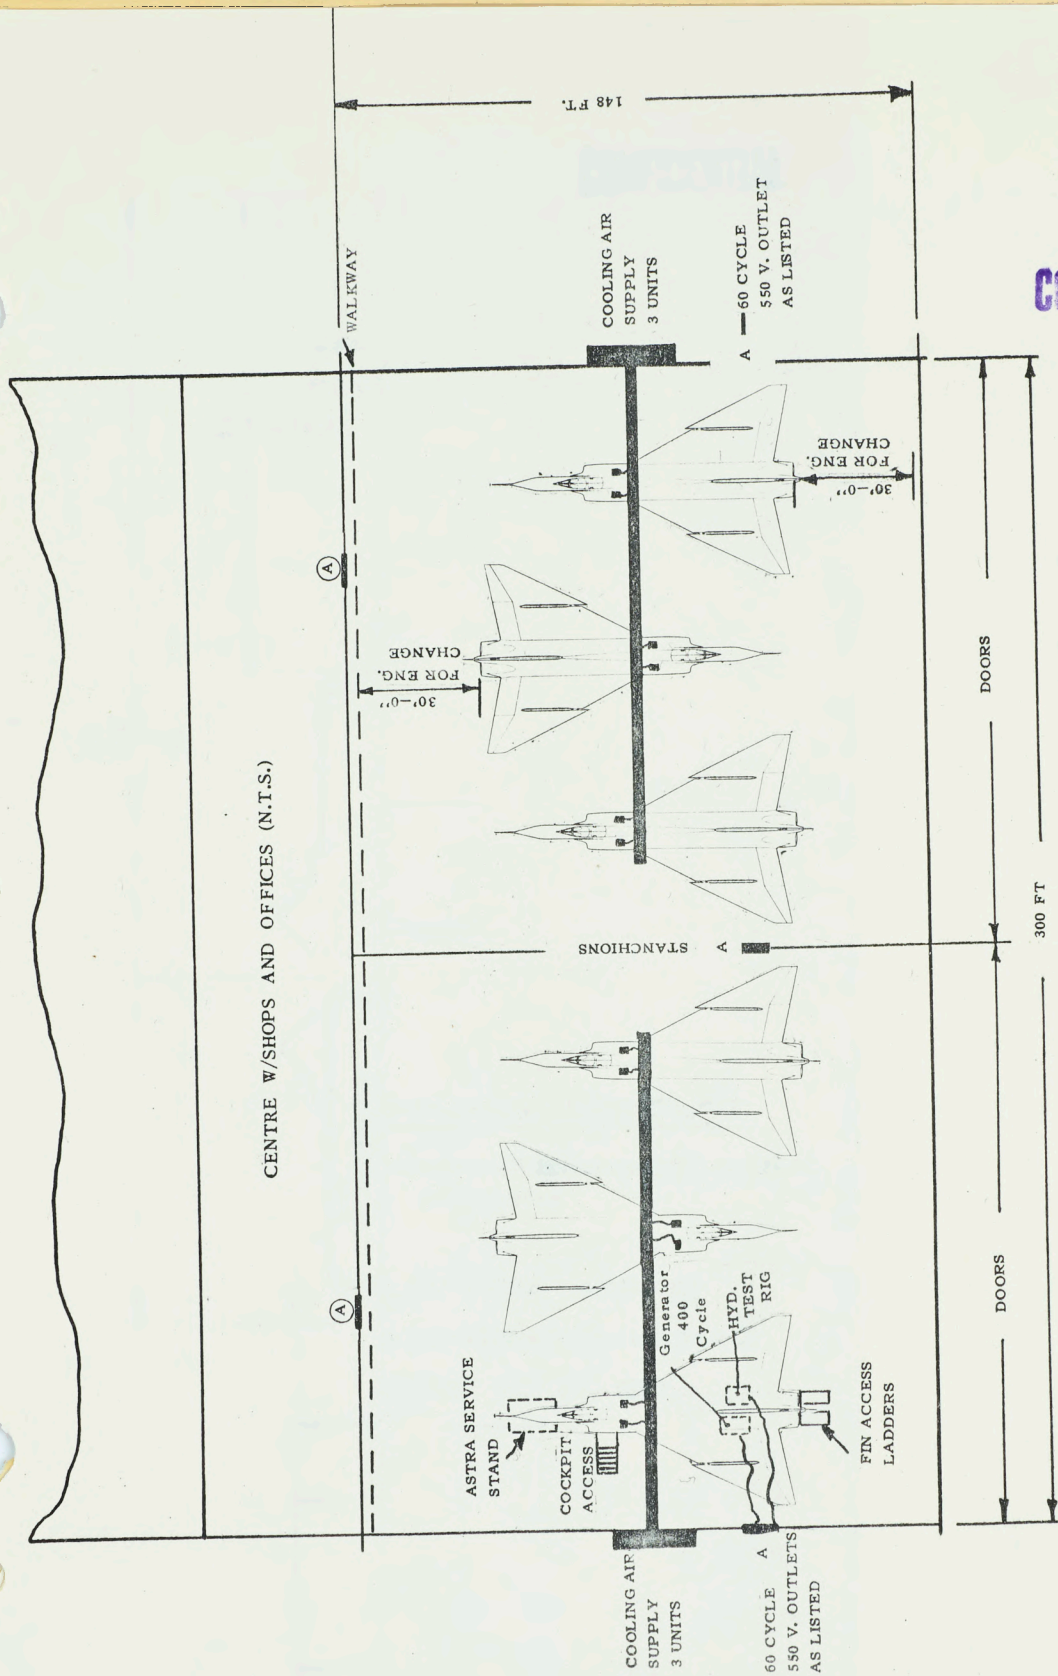 148 FT.
WALKWAY
COOLING AIR
SUPPLY
3 UNITS
A
60 CYCLE
550 V. OUTLET
AS LISTED
30'-0"
FOR ENG.
CHANGE
A
30'-0"
FOR ENG.
CHANGE
CENTRE W/SHOPS AND OFFICES (N.T.S.)
DOORS
300 FT
STANCHIONS
A
A
DOORS
ASTRA SERVICE
STAND
COCKPIT
ACCESS
Generator
400
Cycle
HYD.
TEST
RIG
FIN ACCESS
LADDERS
COOLING AIR
SUPPLY
3 UNITS
A
60 CYCLE
550 V. OUTLETS
AS LISTED